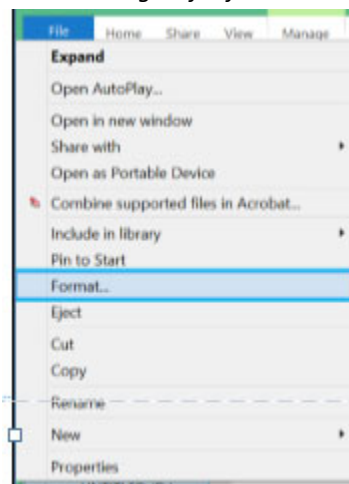 File Home Share View Manage
Expand
Open AutoPlay...
Open in new window
Share with
Open as Portable Device
Combine supported files in Acrobat...
Include in library
Pin to Start
Format...
Eject
Cut
Copy
Rename
New
Properties